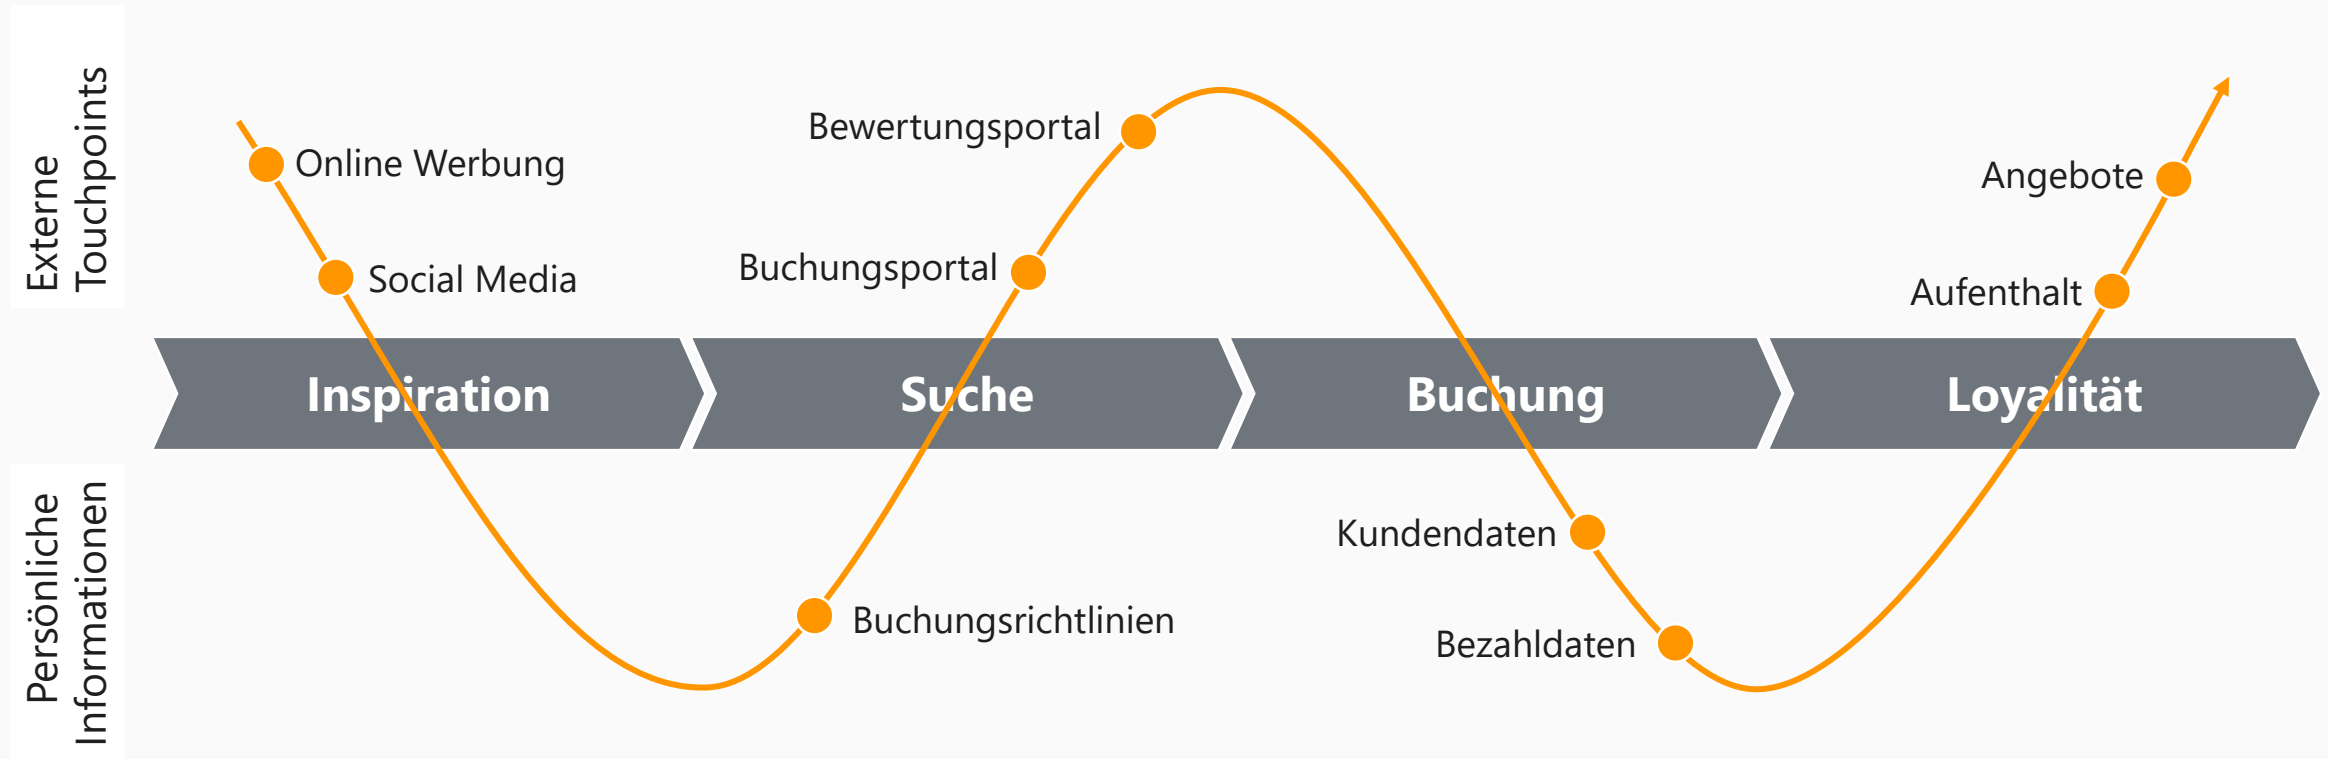 Externe
Touchpoints
Online Werbung
Social Media
Bewertungsportal
Buchungsportal
Angebote
Aufenthalt
Inspiration
Suche
Buchung
Loyalität
Persönliche
Informationen
Buchungsrichtlinien
Kundendaten
Bezahldaten